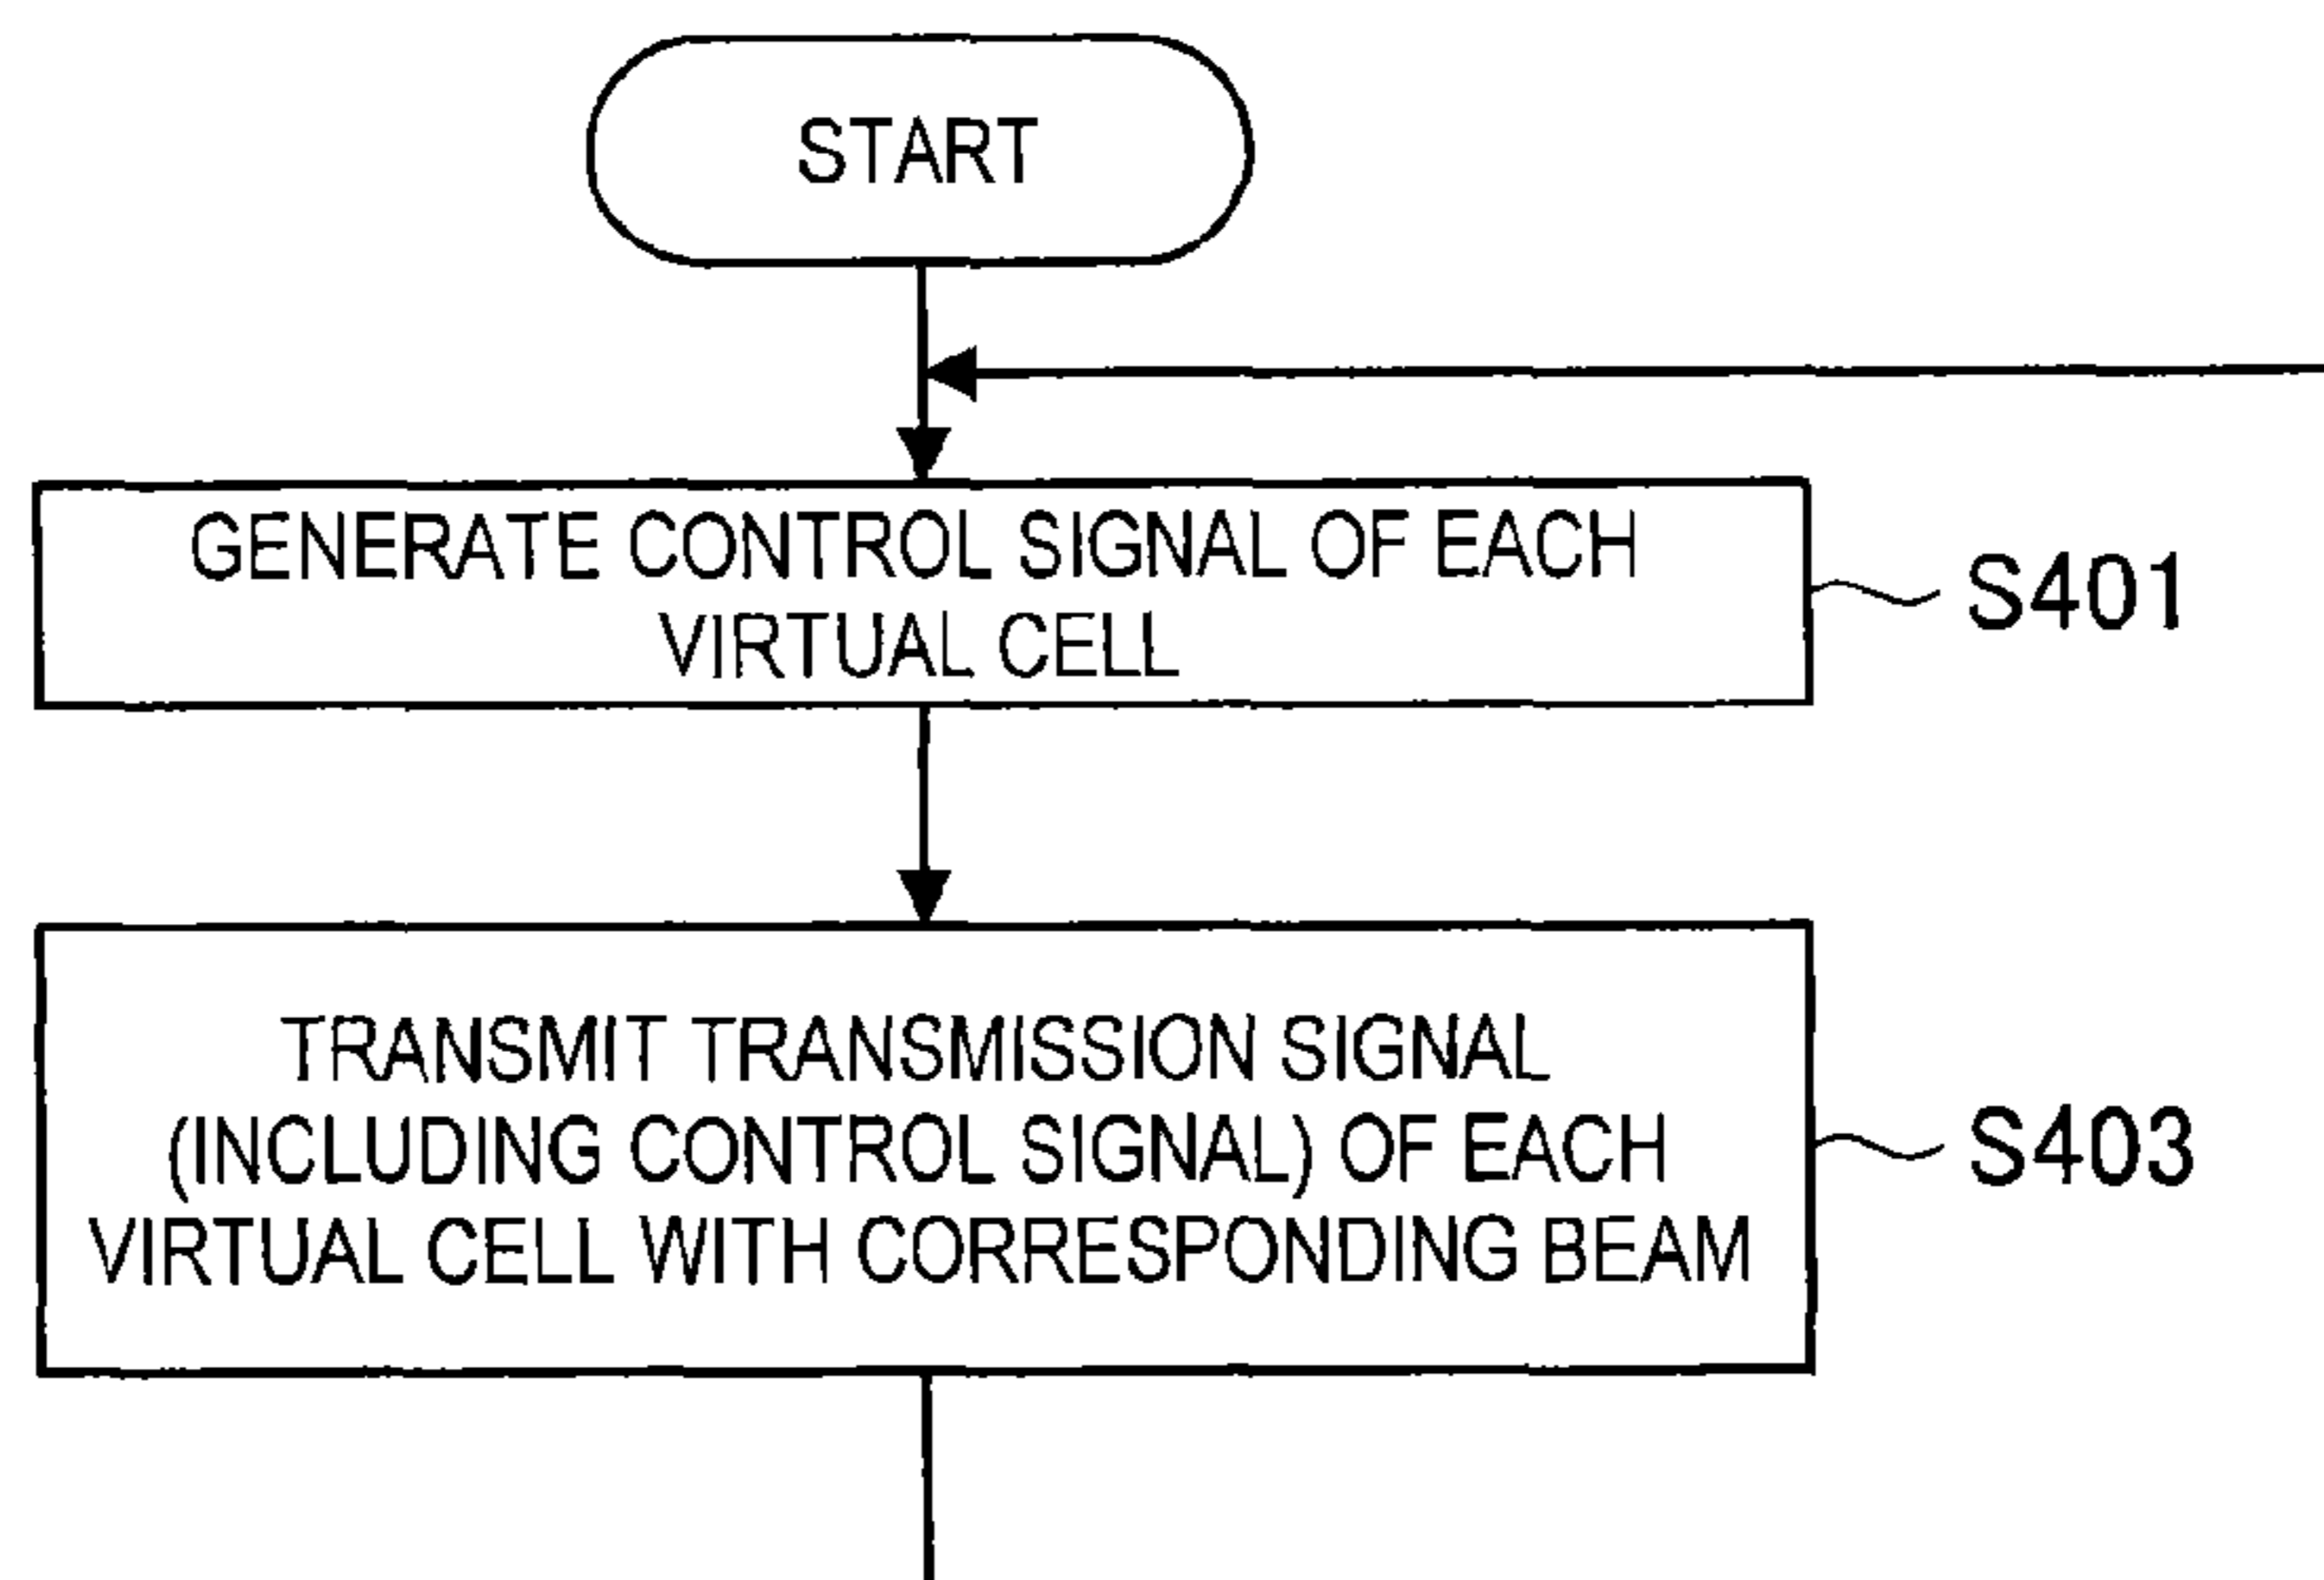 START
GENERATE CONTROL SIGNAL OF EACH
VIRTUAL CELL
S401
TRANSMIT TRANSMISSION SIGNAL
(INCLUDING CONTROL SIGNAL) OF EACH
VIRTUAL CELL WITH CORRESPONDING BEAM
S403